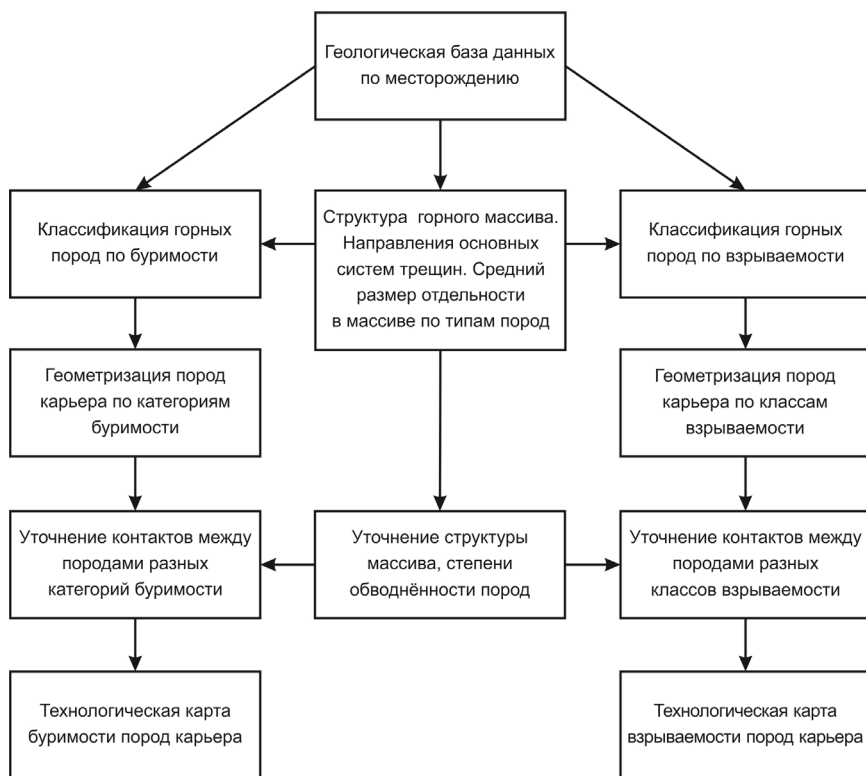 Геологическая база данных
по месторождению
Классификация горных
пород по буримости
Структура горного массива.
Направления основных
систем трещин. Средний
размер отдельности
в массиве по типам пород
Классификация горных
пород по взрываемости
Геометризация пород
карьера по категориям
буримости
Геометризация пород
карьера по классам
взрываемости
Уточнение контактов между
породами разных
категорий буримости
Уточнение структуры
массива, степени
обводнённости пород
Уточнение контактов между
породами разных
классов взрываемости
Технологическая карта
буримости пород карьера
Технологическая карта
взрываемости пород карьера